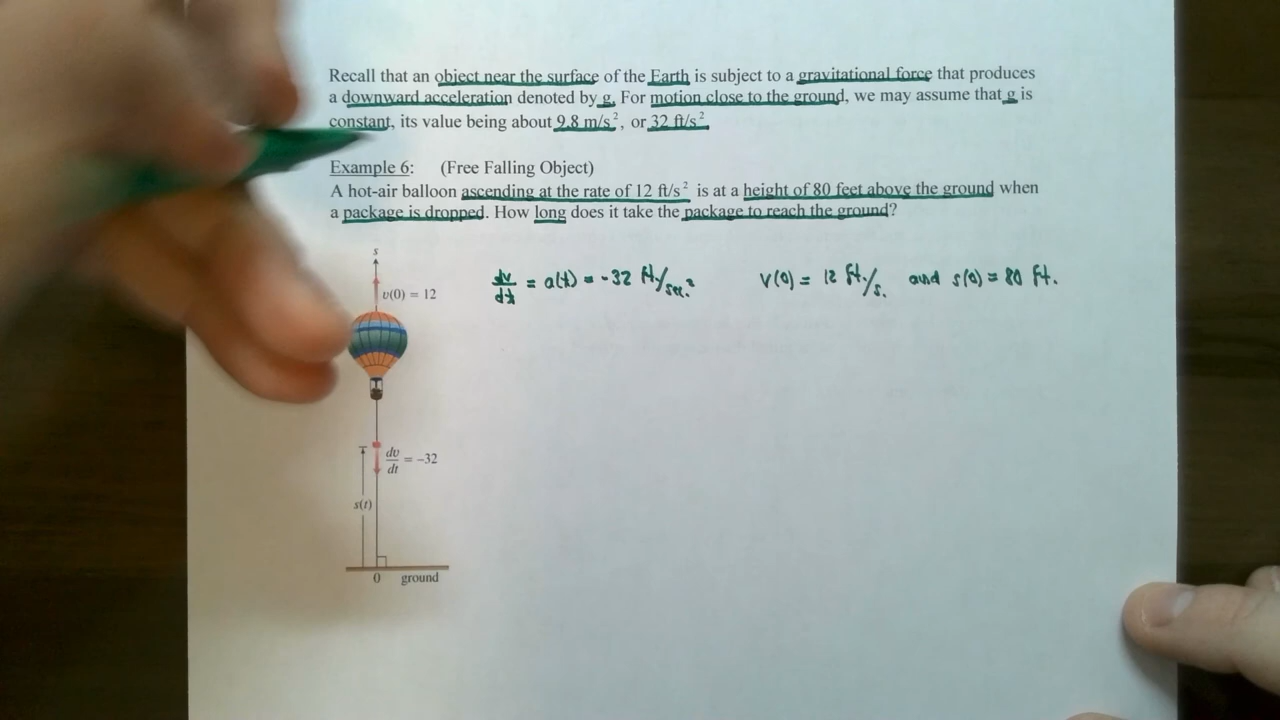 Recall that an object near the surface of the Earth is subject to a gravitational force that produces
a downward acceleration denoted by g. For motion close to the ground, we may assume that g is
constant, its value being about 9.8 m/s², or 32 ft/s².
Example 6: (Free Falling Object)
A hot-air balloon ascending at the rate of 12 ft/s² is at a height of 80 feet above the ground when
a package is dropped. How long does it take the package to reach the ground?
s
v(0) = 12
dv/dt = a(t) = -32 ft./sec.² v(0) = 12 ft./s. and s(0) = 80 ft.
dv/dt = -32
s(t)
0 ground